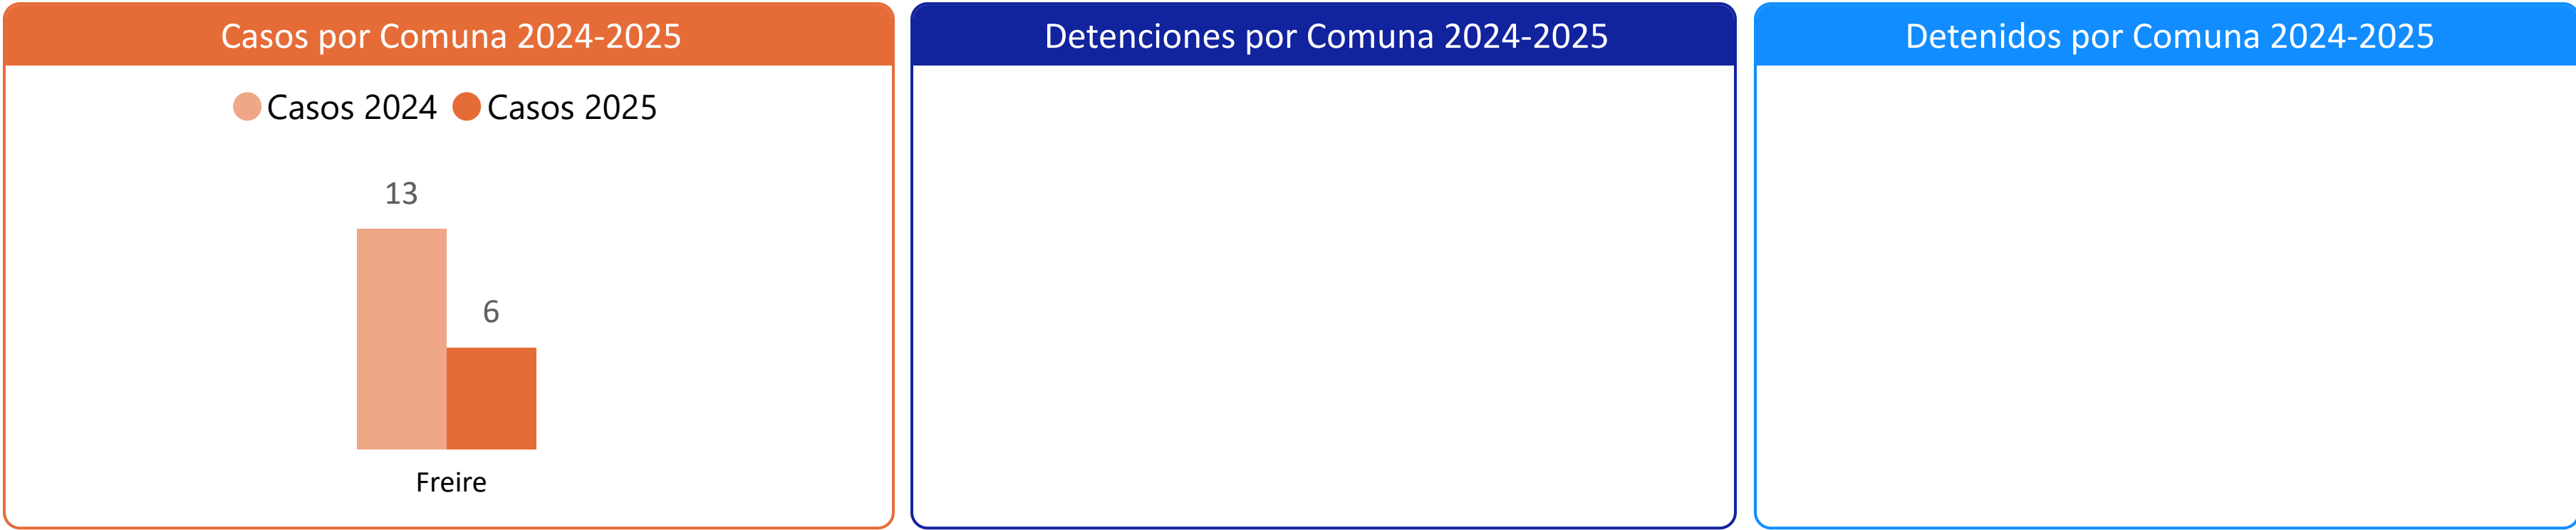 Casos por Comuna 2024-2025
Casos 2024 Casos 2025
13
6
Freire
Detenciones por Comuna 2024-2025
Detenidos por Comuna 2024-2025